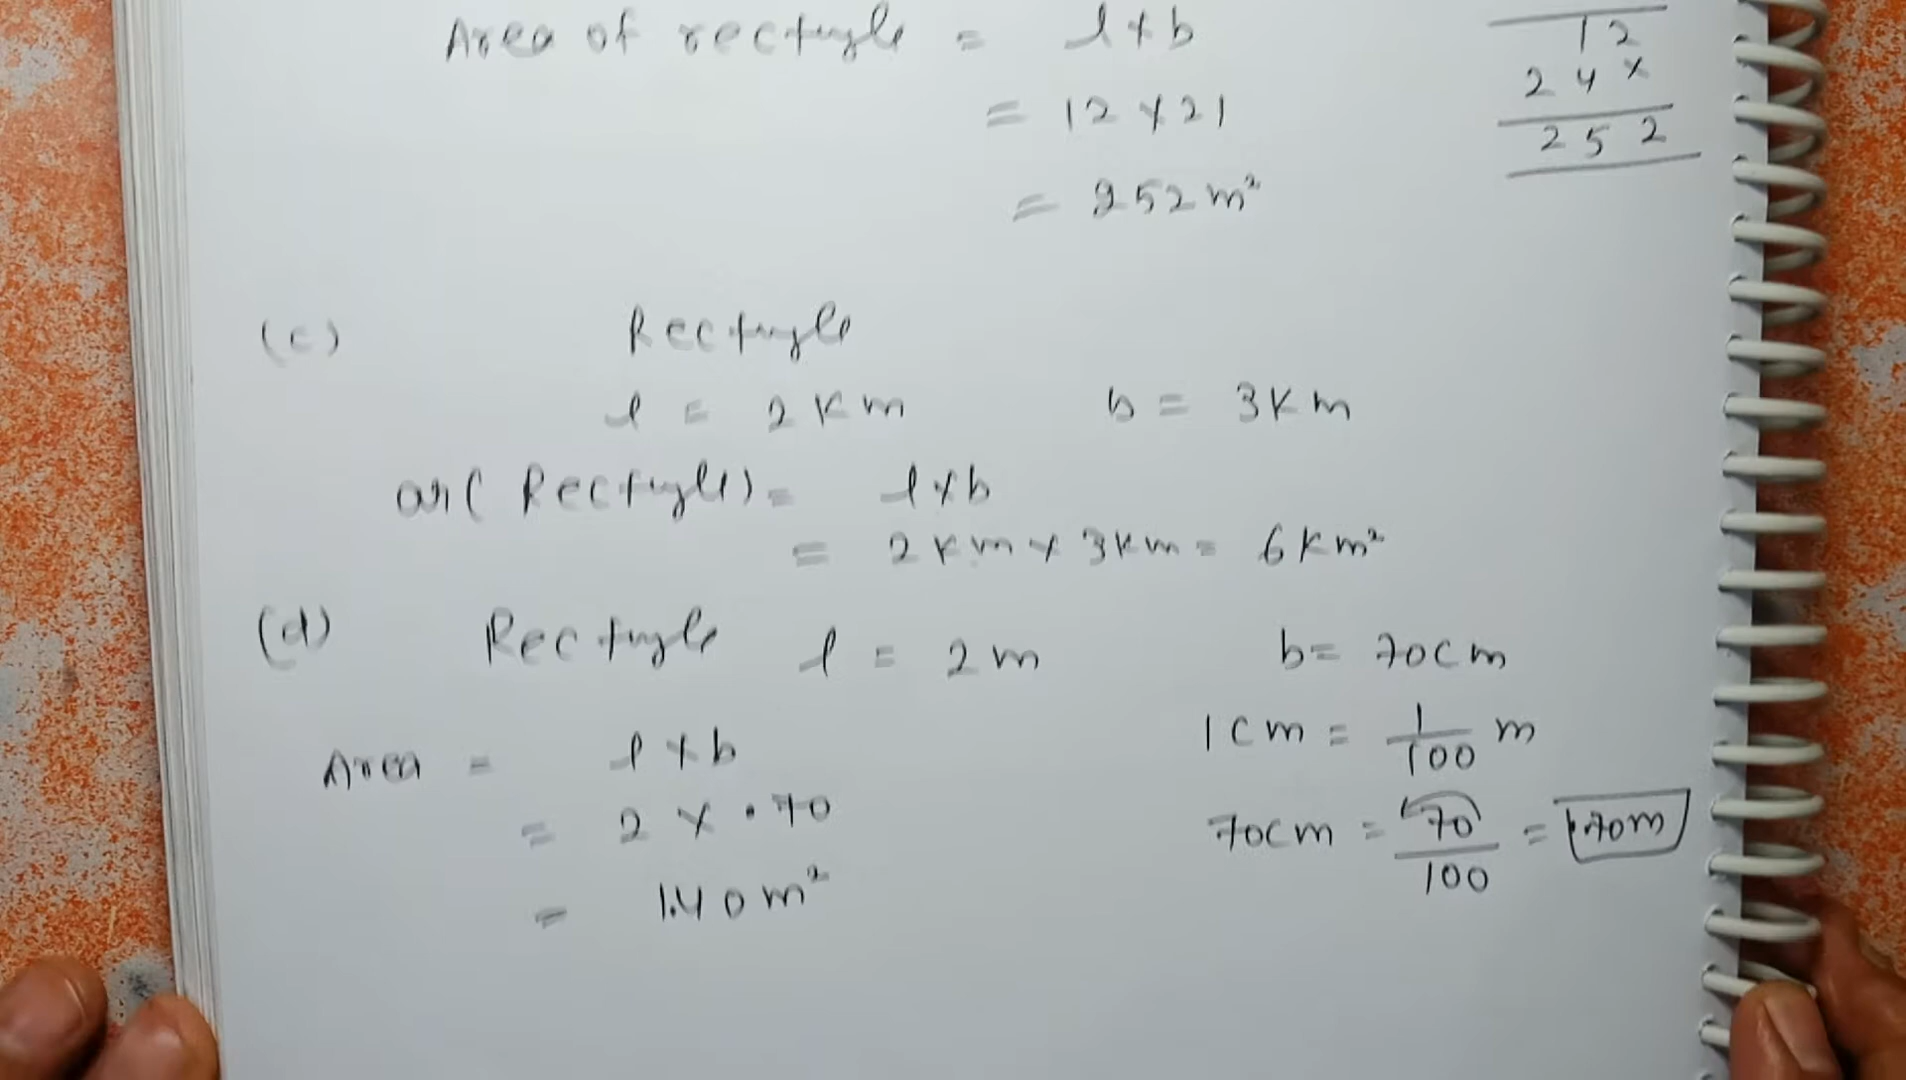 Area of rectangle = l × b
= 12 × 21
= 252 m²
12
24×
252
(c) Rectangle
l = 2 Km b = 3 Km
ar( Rectangle) = l × b
= 2 Km × 3 Km = 6 Km²
(d) Rectangle l = 2 m b = 70 cm
1 cm = 1/100 m
Area = l × b
= 2 × .70
70 cm = 70/100 = .70m
= 1.40 m²